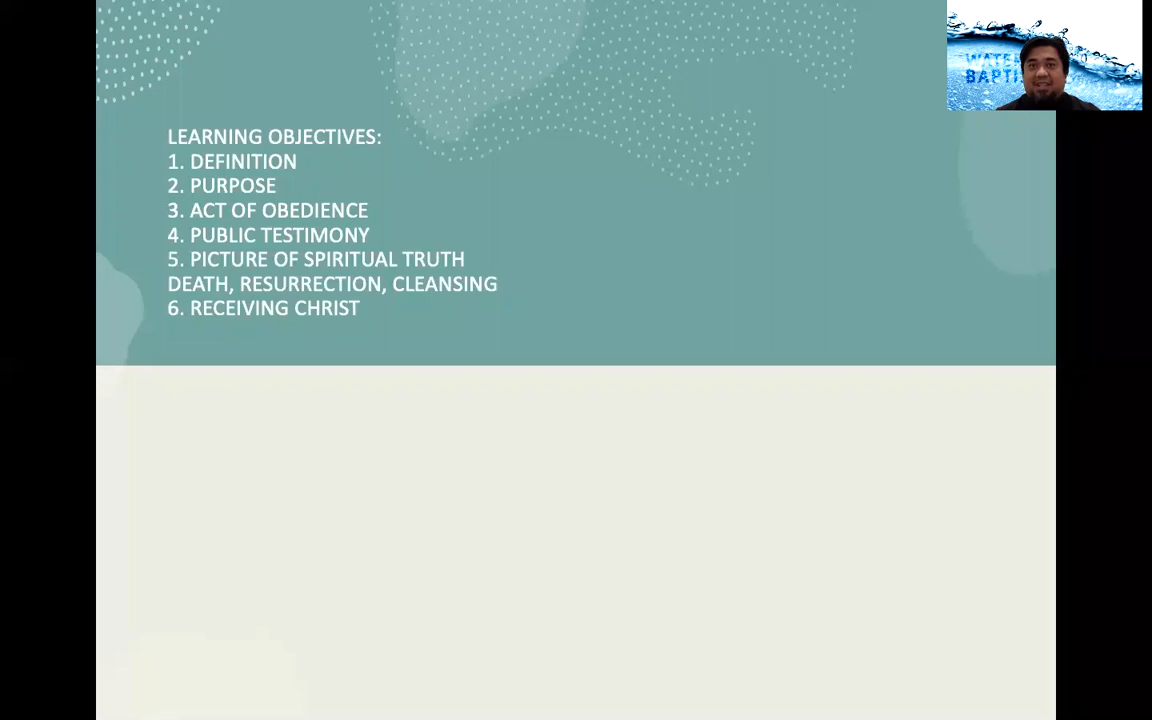 LEARNING OBJECTIVES:
1. DEFINITION
2. PURPOSE
3. ACT OF OBEDIENCE
4. PUBLIC TESTIMONY
5. PICTURE OF SPIRITUAL TRUTH
DEATH, RESURRECTION, CLEANSING
6. RECEIVING CHRIST